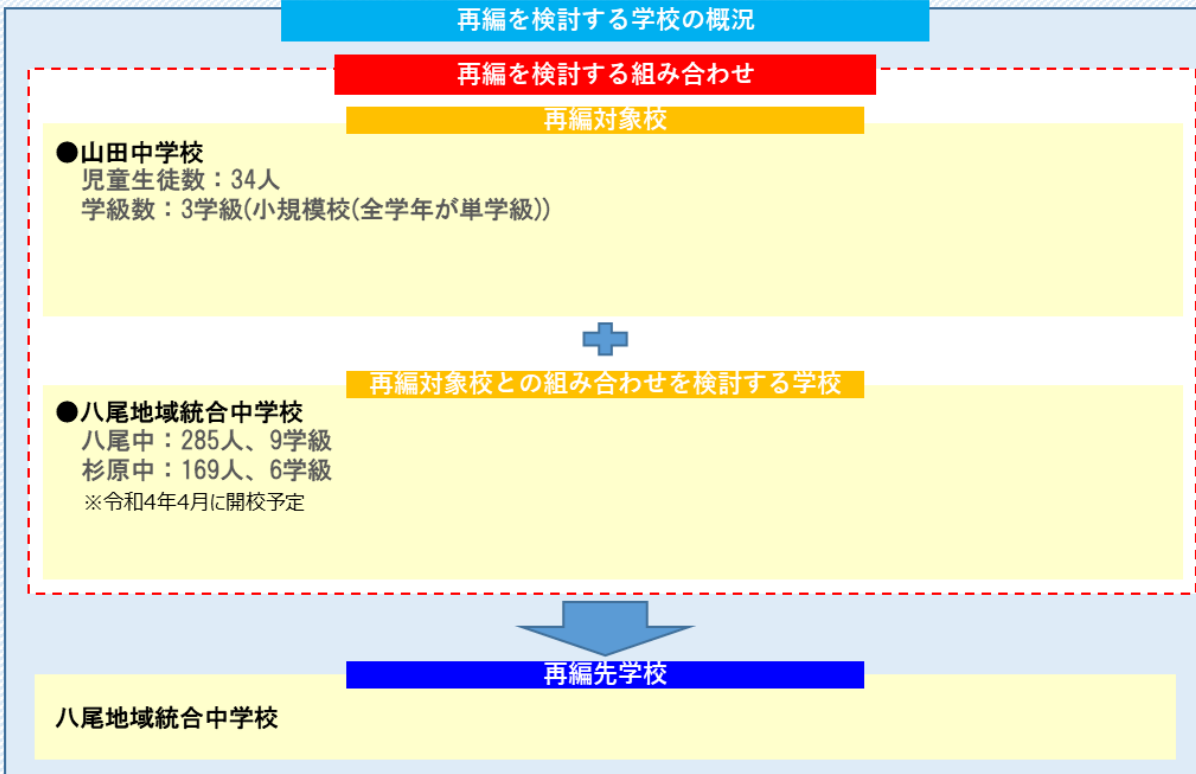 再編を検討する学校の概況
再編を検討する組み合わせ
再編対象校
●山田中学校
児童生徒数：34人
学級数：3学級(小規模校(全学年が単学級))
再編対象校との組み合わせを検討する学校
●八尾地域統合中学校
八尾中：285人、9学級
杉原中：169人、6学級
※令和4年4月に開校予定
再編先学校
八尾地域統合中学校